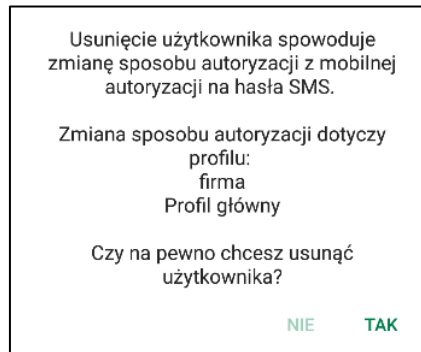 Usunięcie użytkownika spowoduje
zmianę sposobu autoryzacji z mobilnej
autoryzacji na hasła SMS.
Zmiana sposobu autoryzacji dotyczy
profilu:
firma
Profil główny
Czy na pewno chcesz usunąć
użytkownika?
NIE TAK